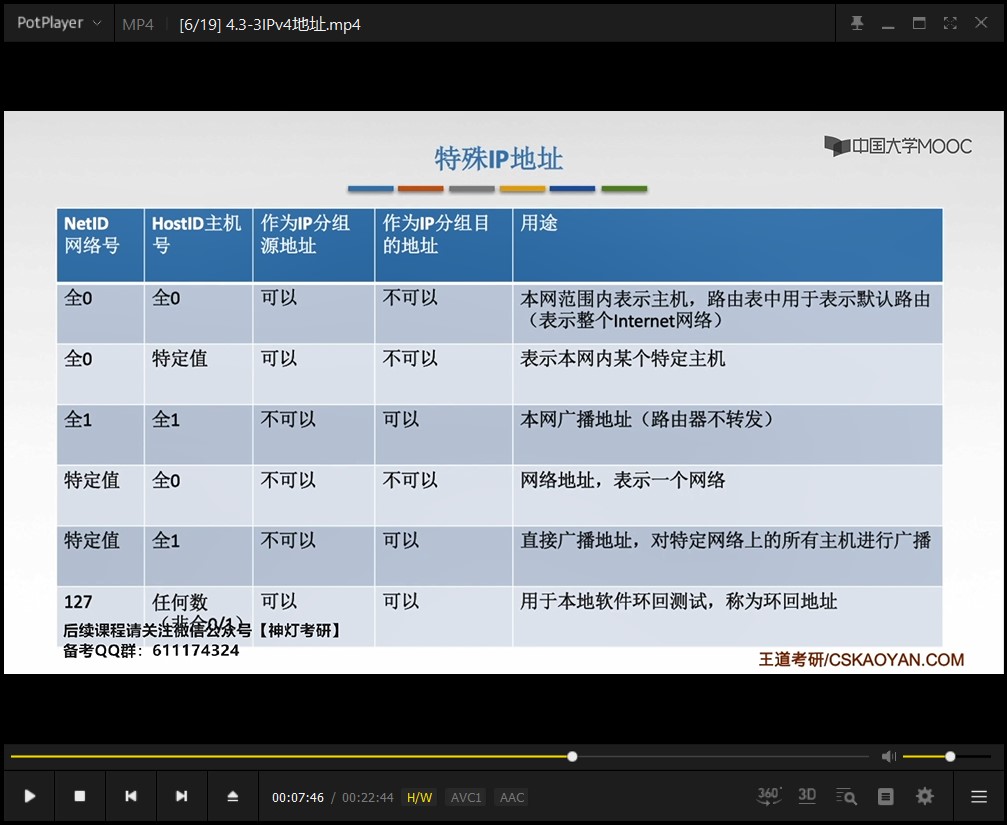 PotPlayer MP4 [6/19] 4.3-3IPv4地址.mp4
中国大学MOOC
特殊IP地址
NetID
网络号
HostID主机
号
作为IP分组
源地址
作为IP分组目
的地址
用途
全0
全0
可以
不可以
本网范围内表示主机，路由表中用于表示默认路由
（表示整个Internet网络）
全0
特定值
可以
不可以
表示本网内某个特定主机
全1
全1
不可以
可以
本网广播地址（路由器不转发）
特定值
全0
不可以
不可以
网络地址，表示一个网络
特定值
全1
不可以
可以
直接广播地址，对特定网络上的所有主机进行广播
127
任何数
（非全0/1）
可以
可以
用于本地软件环回测试，称为环回地址
后续课程请关注微信公众号【神灯考研】
备考QQ群：611174324
王道考研/CSKAOYAN.COM
00:07:46 / 00:22:44 H/W AVC1 AAC
360° 3D